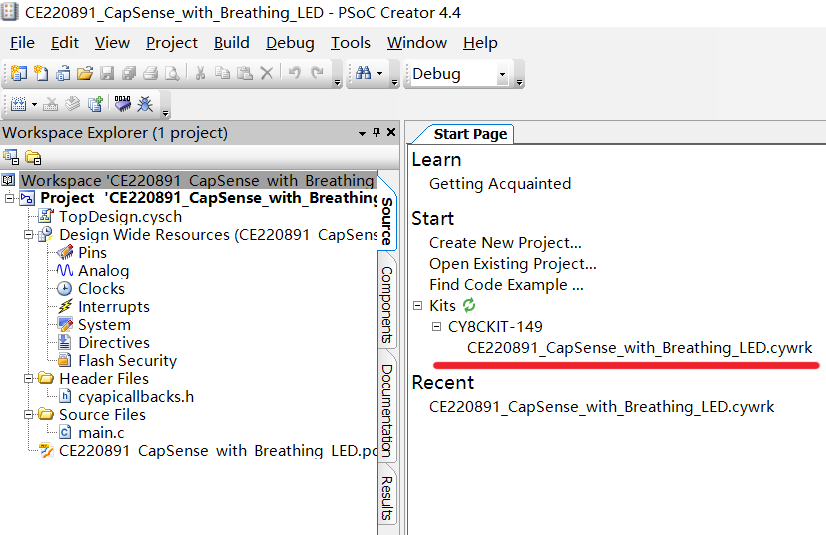 CE220891_CapSense_with_Breathing_LED - PSoC Creator 4.4
File Edit View Project Build Debug Tools Window Help
Debug
Workspace Explorer (1 project)
Workspace 'CE220891_CapSense_with_Breathing
Project 'CE220891_CapSense_with_Breathing
TopDesign.cysch
Design Wide Resources (CE220891_CapSens
Pins
Analog
Clocks
Interrupts
System
Directives
Flash Security
Header Files
cyapicallbacks.h
Source Files
main.c
CE220891_CapSense_with_Breathing_LED.pd
Source
Components
Documentation
Results
Start Page
Learn
Getting Acquainted
Start
Create New Project...
Open Existing Project...
Find Code Example ...
Kits
CY8CKIT-149
CE220891_CapSense_with_Breathing_LED.cywrk
Recent
CE220891_CapSense_with_Breathing_LED.cywrk